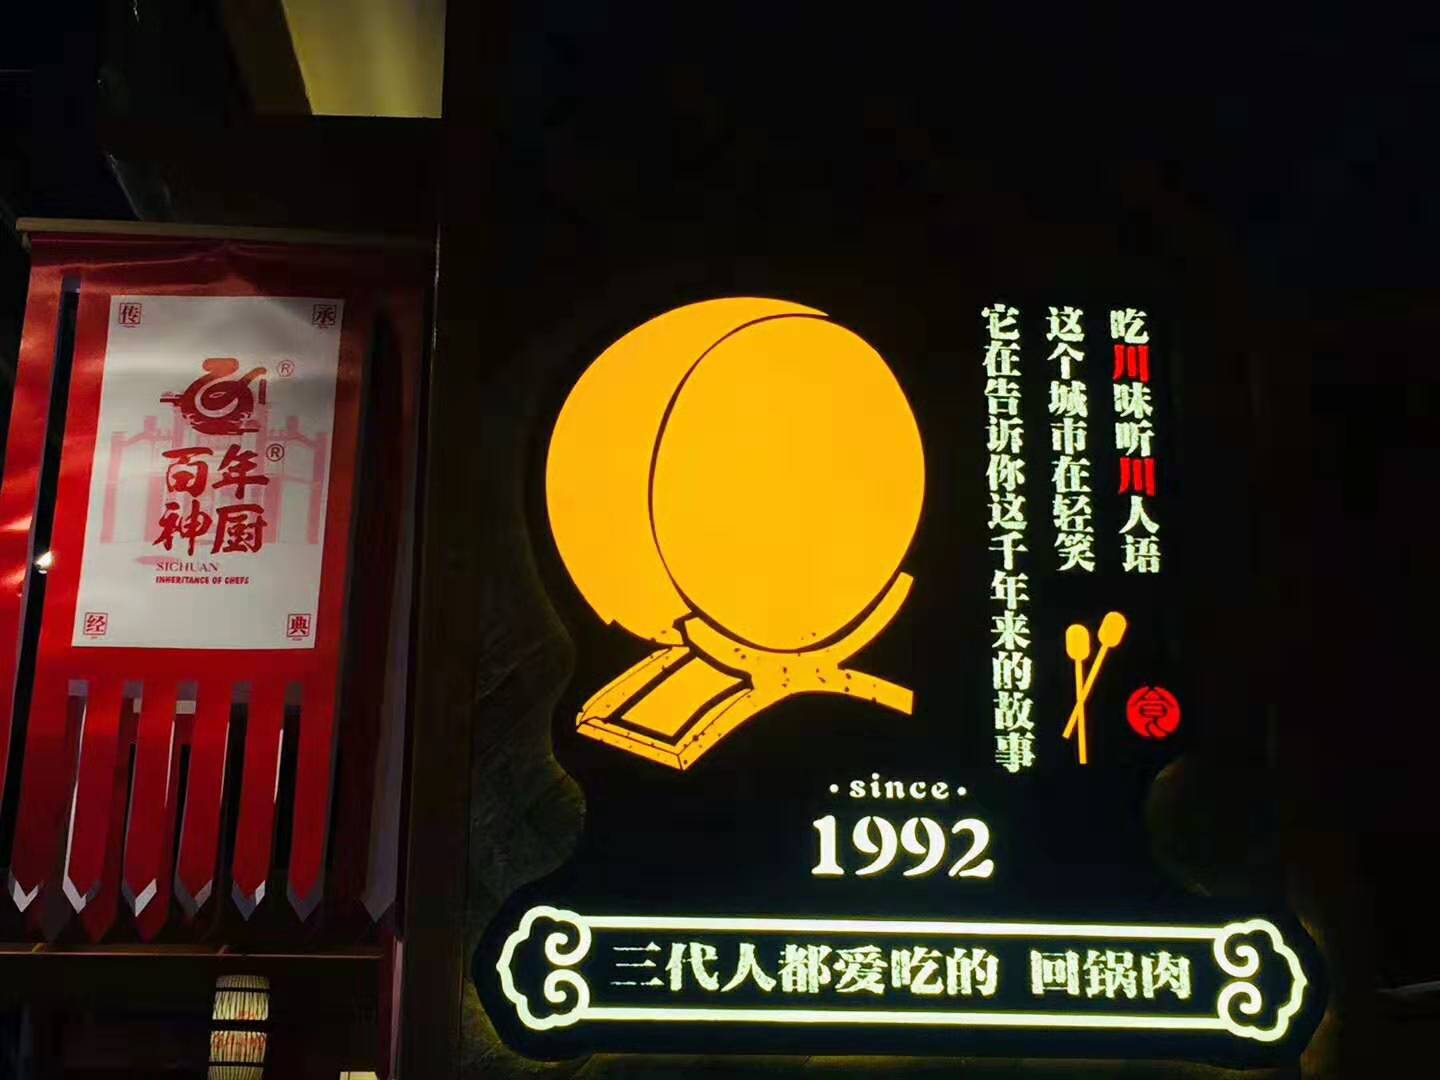 传 承
百年®
神厨
SICHUAN
INHERITANCE OF CHEFS
经 典
吃川味听川人语
这个城市在轻笑
它在告诉你这千年来的故事
·since·
1992
三代人都爱吃的 回锅肉